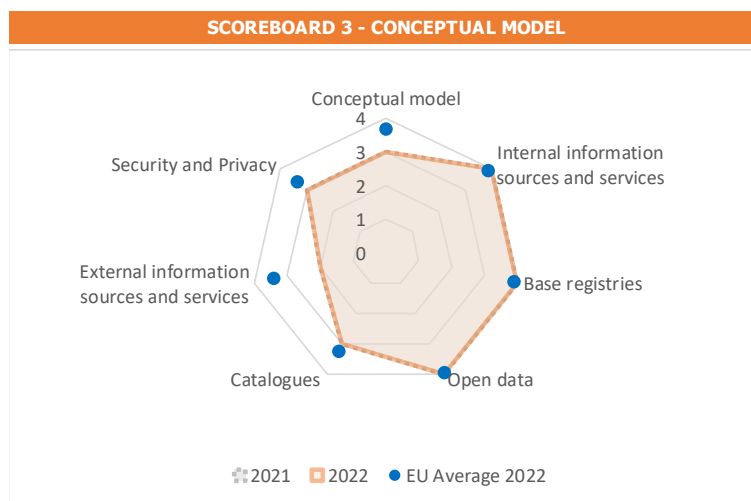 SCOREBOARD 3 - CONCEPTUAL MODEL
Conceptual model
4
3
2
1
0
Internal information
sources and services
Security and Privacy
External information
sources and services
Base registries
Catalogues
Open data
2021
2022
EU Average 2022